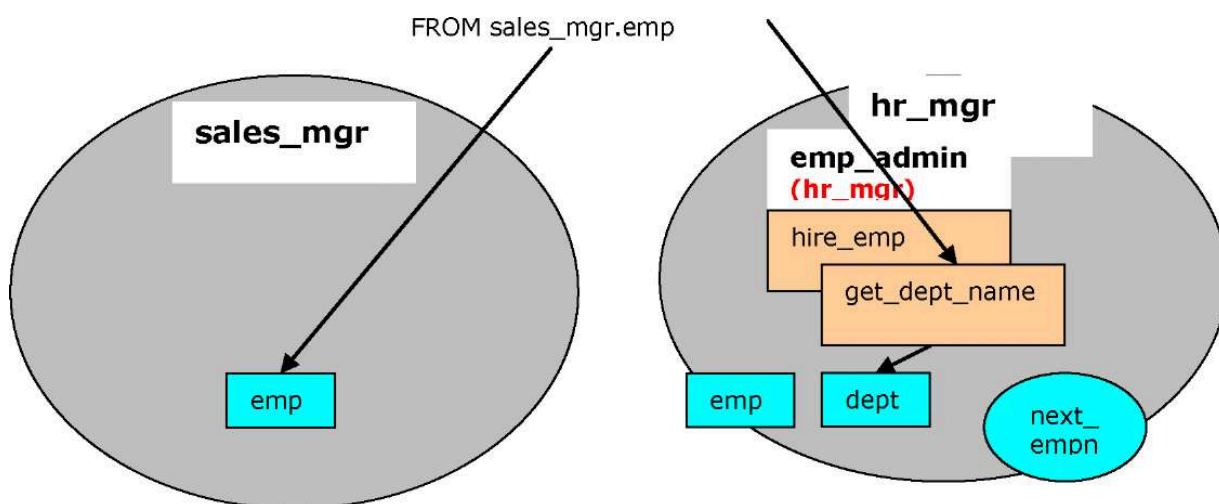 FROM sales_mgr.emp
sales_mgr
hr_mgr
emp_admin
(hr_mgr)
hire_emp
get_dept_name
emp
emp
dept
next_
empn